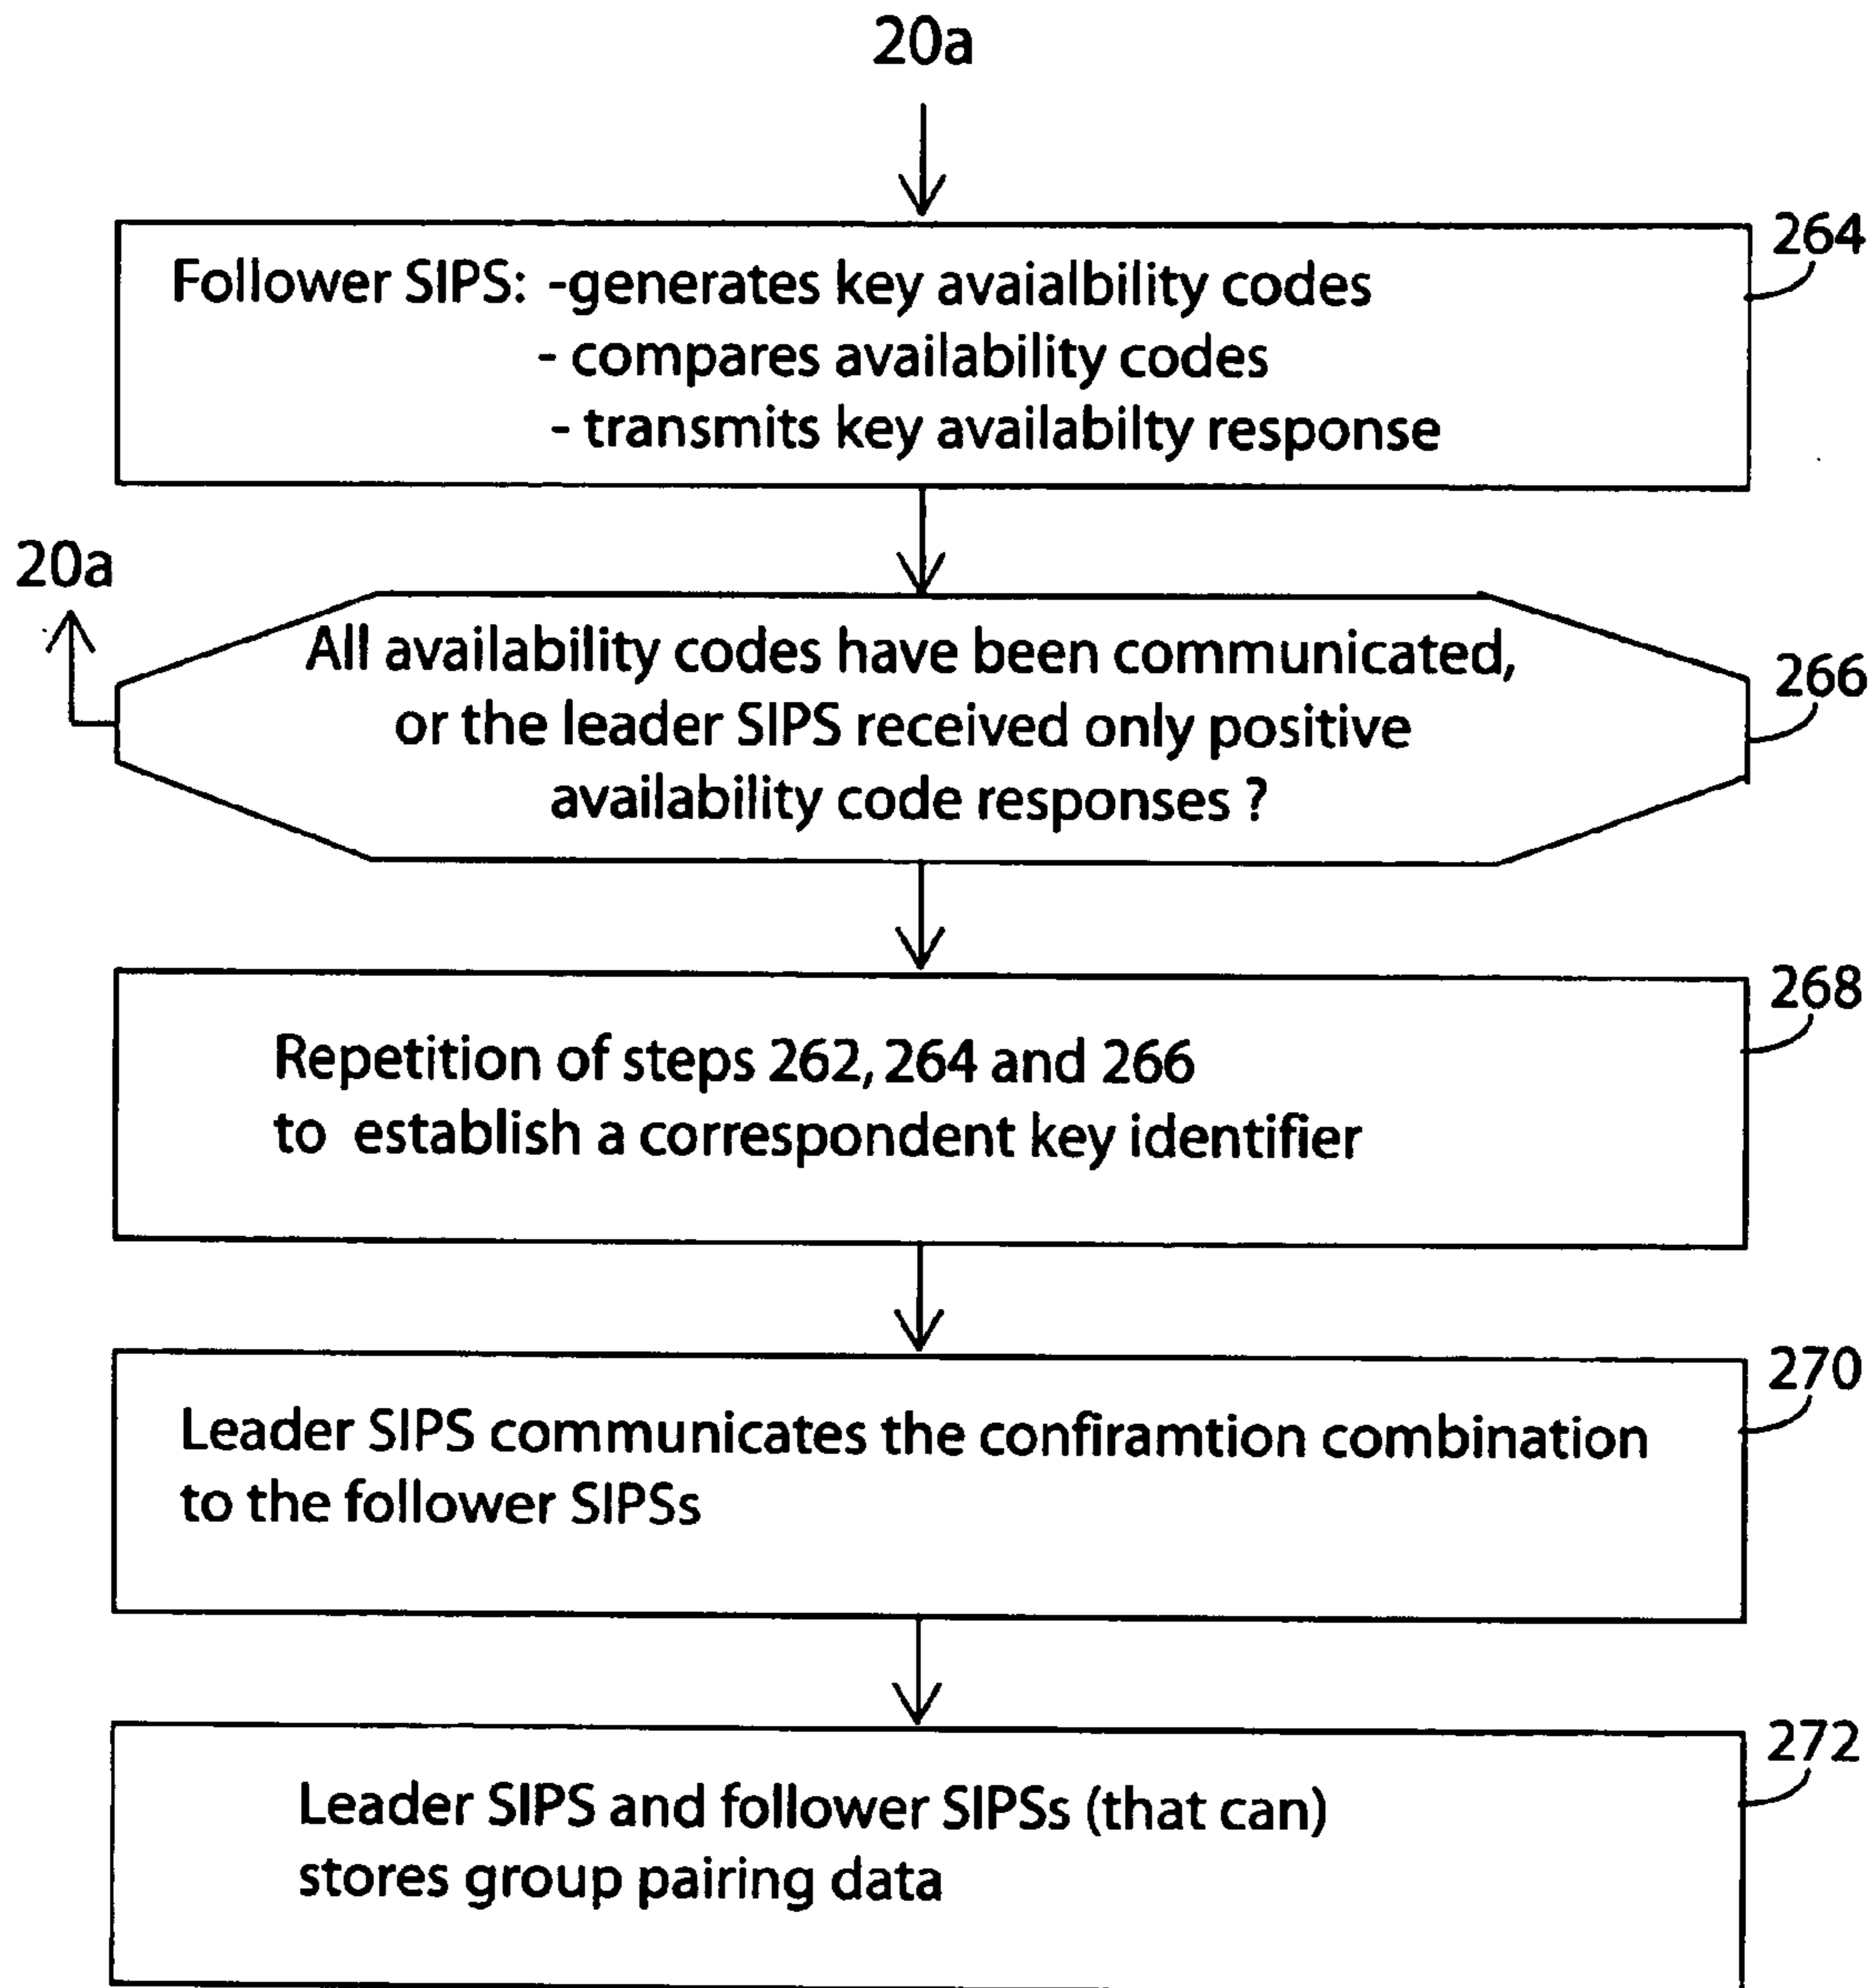 20a
264
Follower SIPS: -generates key avaialbility codes
- compares availability codes
- transmits key availabilty response
20a
266
All availability codes have been communicated,
or the leader SIPS received only positive
availability code responses ?
268
Repetition of steps 262, 264 and 266
to establish a correspondent key identifier
270
Leader SIPS communicates the confiramtion combination
to the follower SIPSs
272
Leader SIPS and follower SIPSs (that can)
stores group pairing data